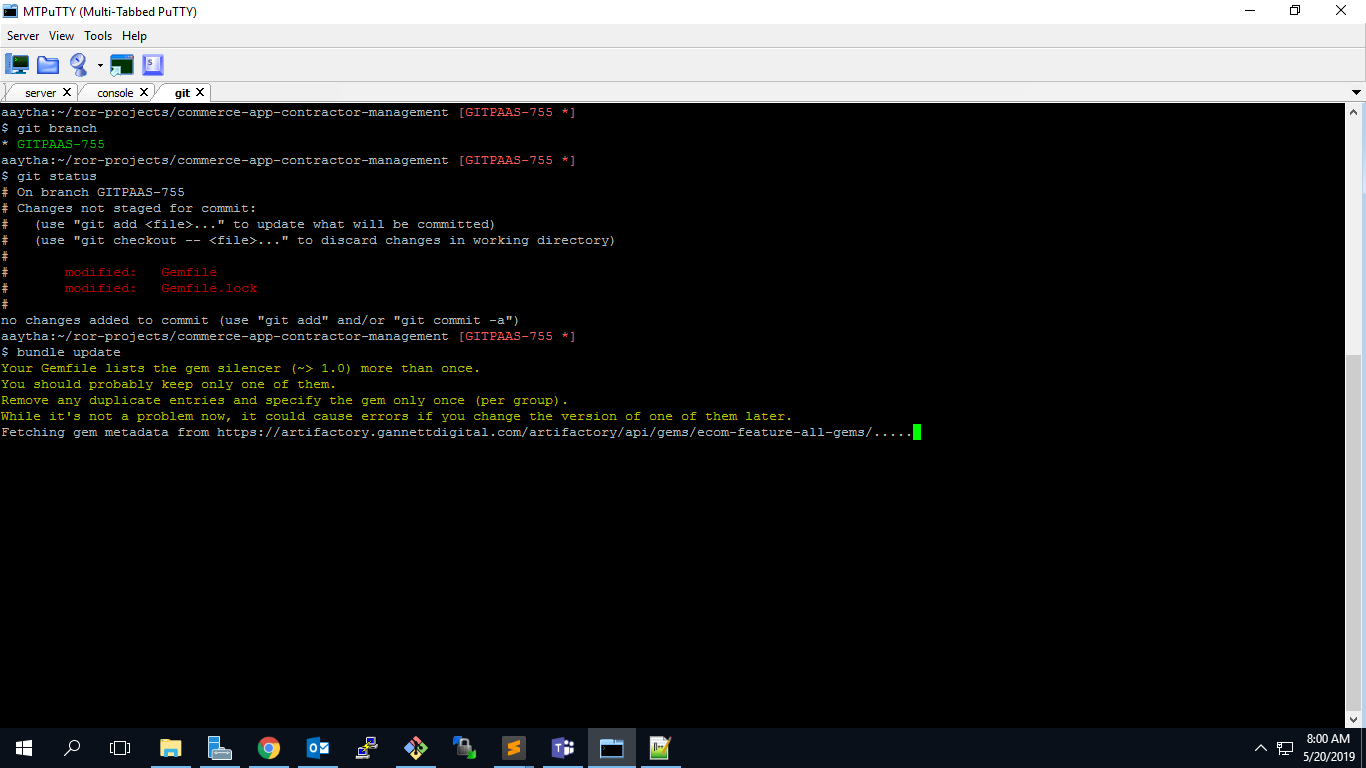 MTPuTTY (Multi-Tabbed PuTTY)
Server View Tools Help
server console git
aaytha:~/ror-projects/commerce-app-contractor-management [GITPAAS-755 *]
$ git branch
* GITPAAS-755
aaytha:~/ror-projects/commerce-app-contractor-management [GITPAAS-755 *]
$ git status
# On branch GITPAAS-755
# Changes not staged for commit:
#   (use "git add <file>..." to update what will be committed)
#   (use "git checkout -- <file>..." to discard changes in working directory)
#
#       modified:   Gemfile
#       modified:   Gemfile.lock
#
no changes added to commit (use "git add" and/or "git commit -a")
aaytha:~/ror-projects/commerce-app-contractor-management [GITPAAS-755 *]
$ bundle update
Your Gemfile lists the gem silencer (~> 1.0) more than once.
You should probably keep only one of them.
Remove any duplicate entries and specify the gem only once (per group).
While it's not a problem now, it could cause errors if you change the version of one of them later.
Fetching gem metadata from https://artifactory.gannettdigital.com/artifactory/api/gems/ecom-feature-all-gems/.....
8:00 AM
5/20/2019